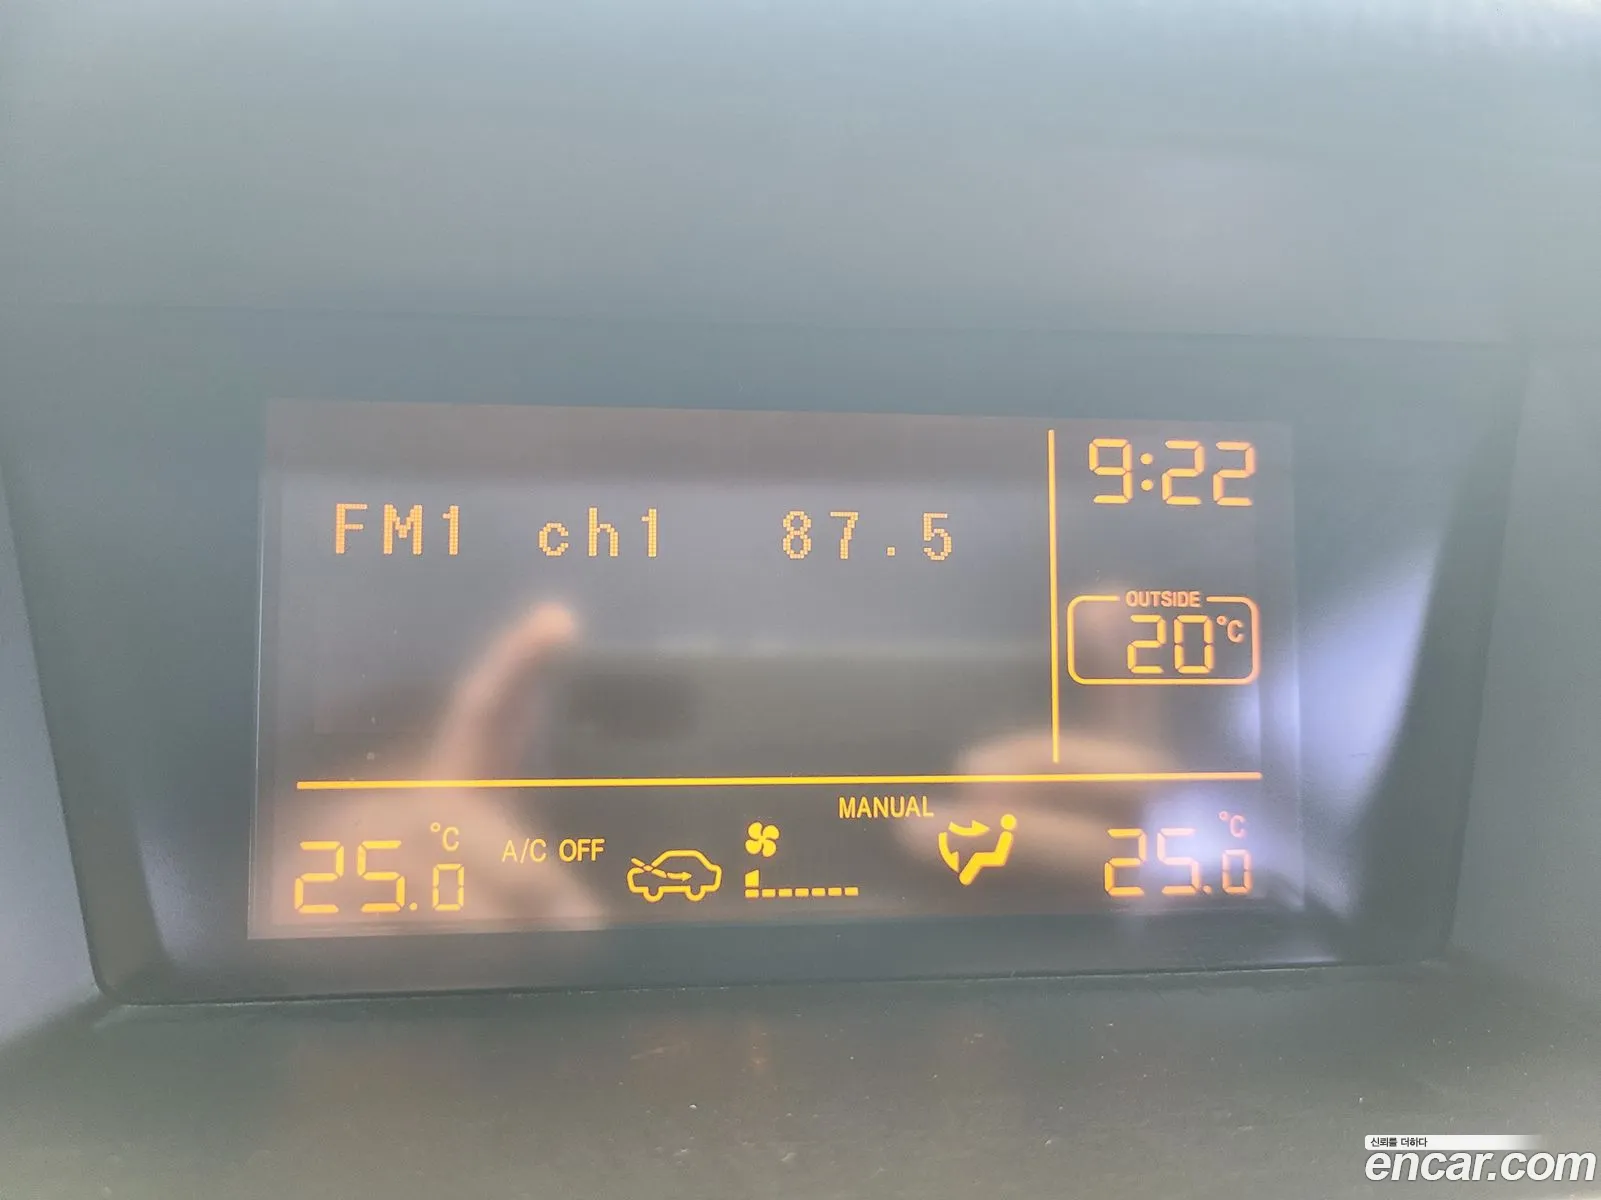 9:22
FM1 ch1 87.5
OUTSIDE
20°C
MANUAL
25.0°C A/C OFF 25.0°C
신뢰를 더하다
encar.com